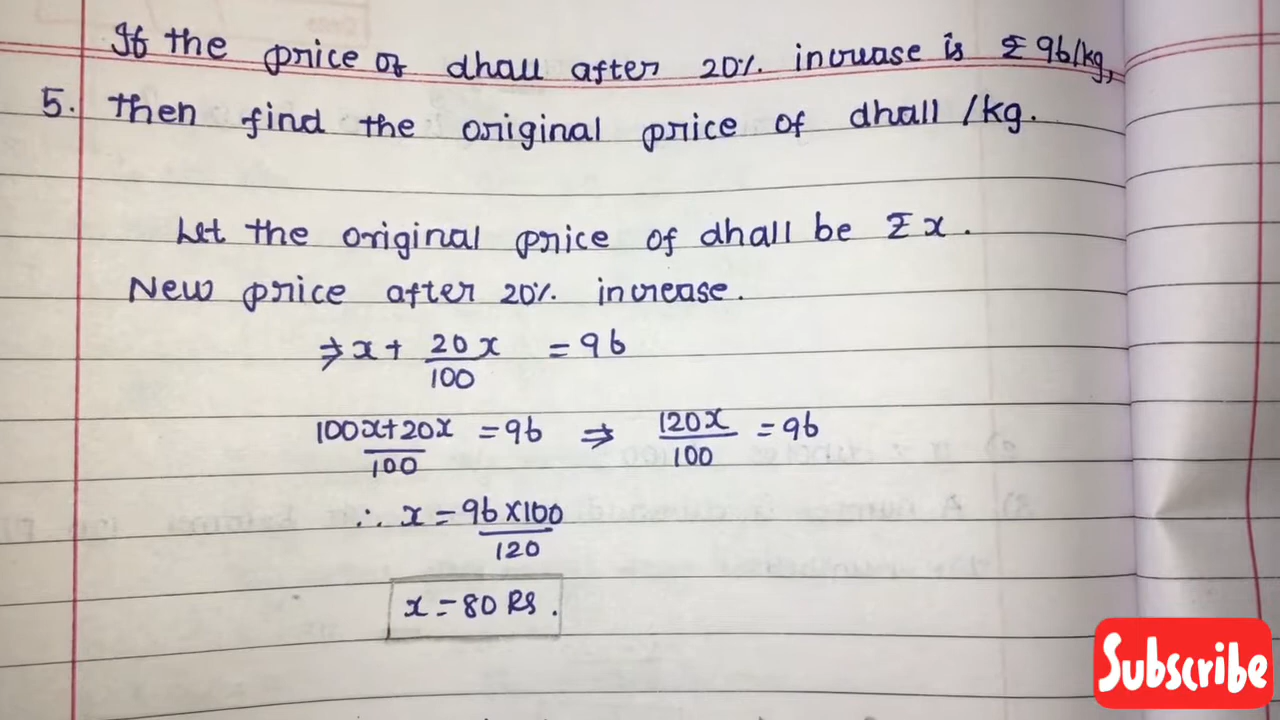 If the price of dhall after 20% increase is ₹ 96/kg,
5. then find the original price of dhall /kg.
Let the original price of dhall be ₹ x.
New price after 20% increase.
⇒ x + 20x/100 = 96
100x+20x/100 = 96 ⇒ 120x/100 = 96
∴ x = 96×100/120
x = 80 Rs.
Subscribe